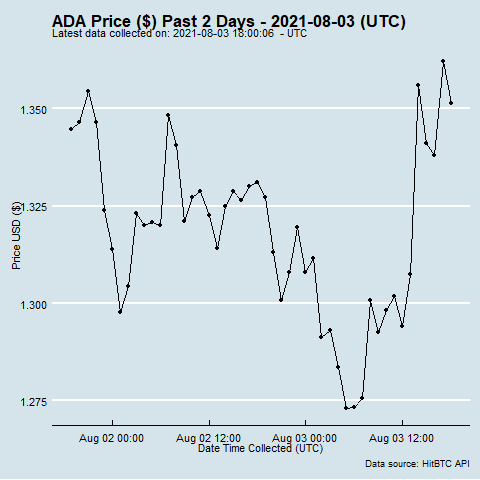 ADA Price ($) Past 2 Days - 2021-08-03 (UTC)
Latest data collected on: 2021-08-03 18:00:06  - UTC
Price USD ($)
1.350
1.325
1.300
1.275
Aug 02 00:00 Aug 02 12:00 Aug 03 00:00 Aug 03 12:00
Date Time Collected (UTC)
Data source: HitBTC API